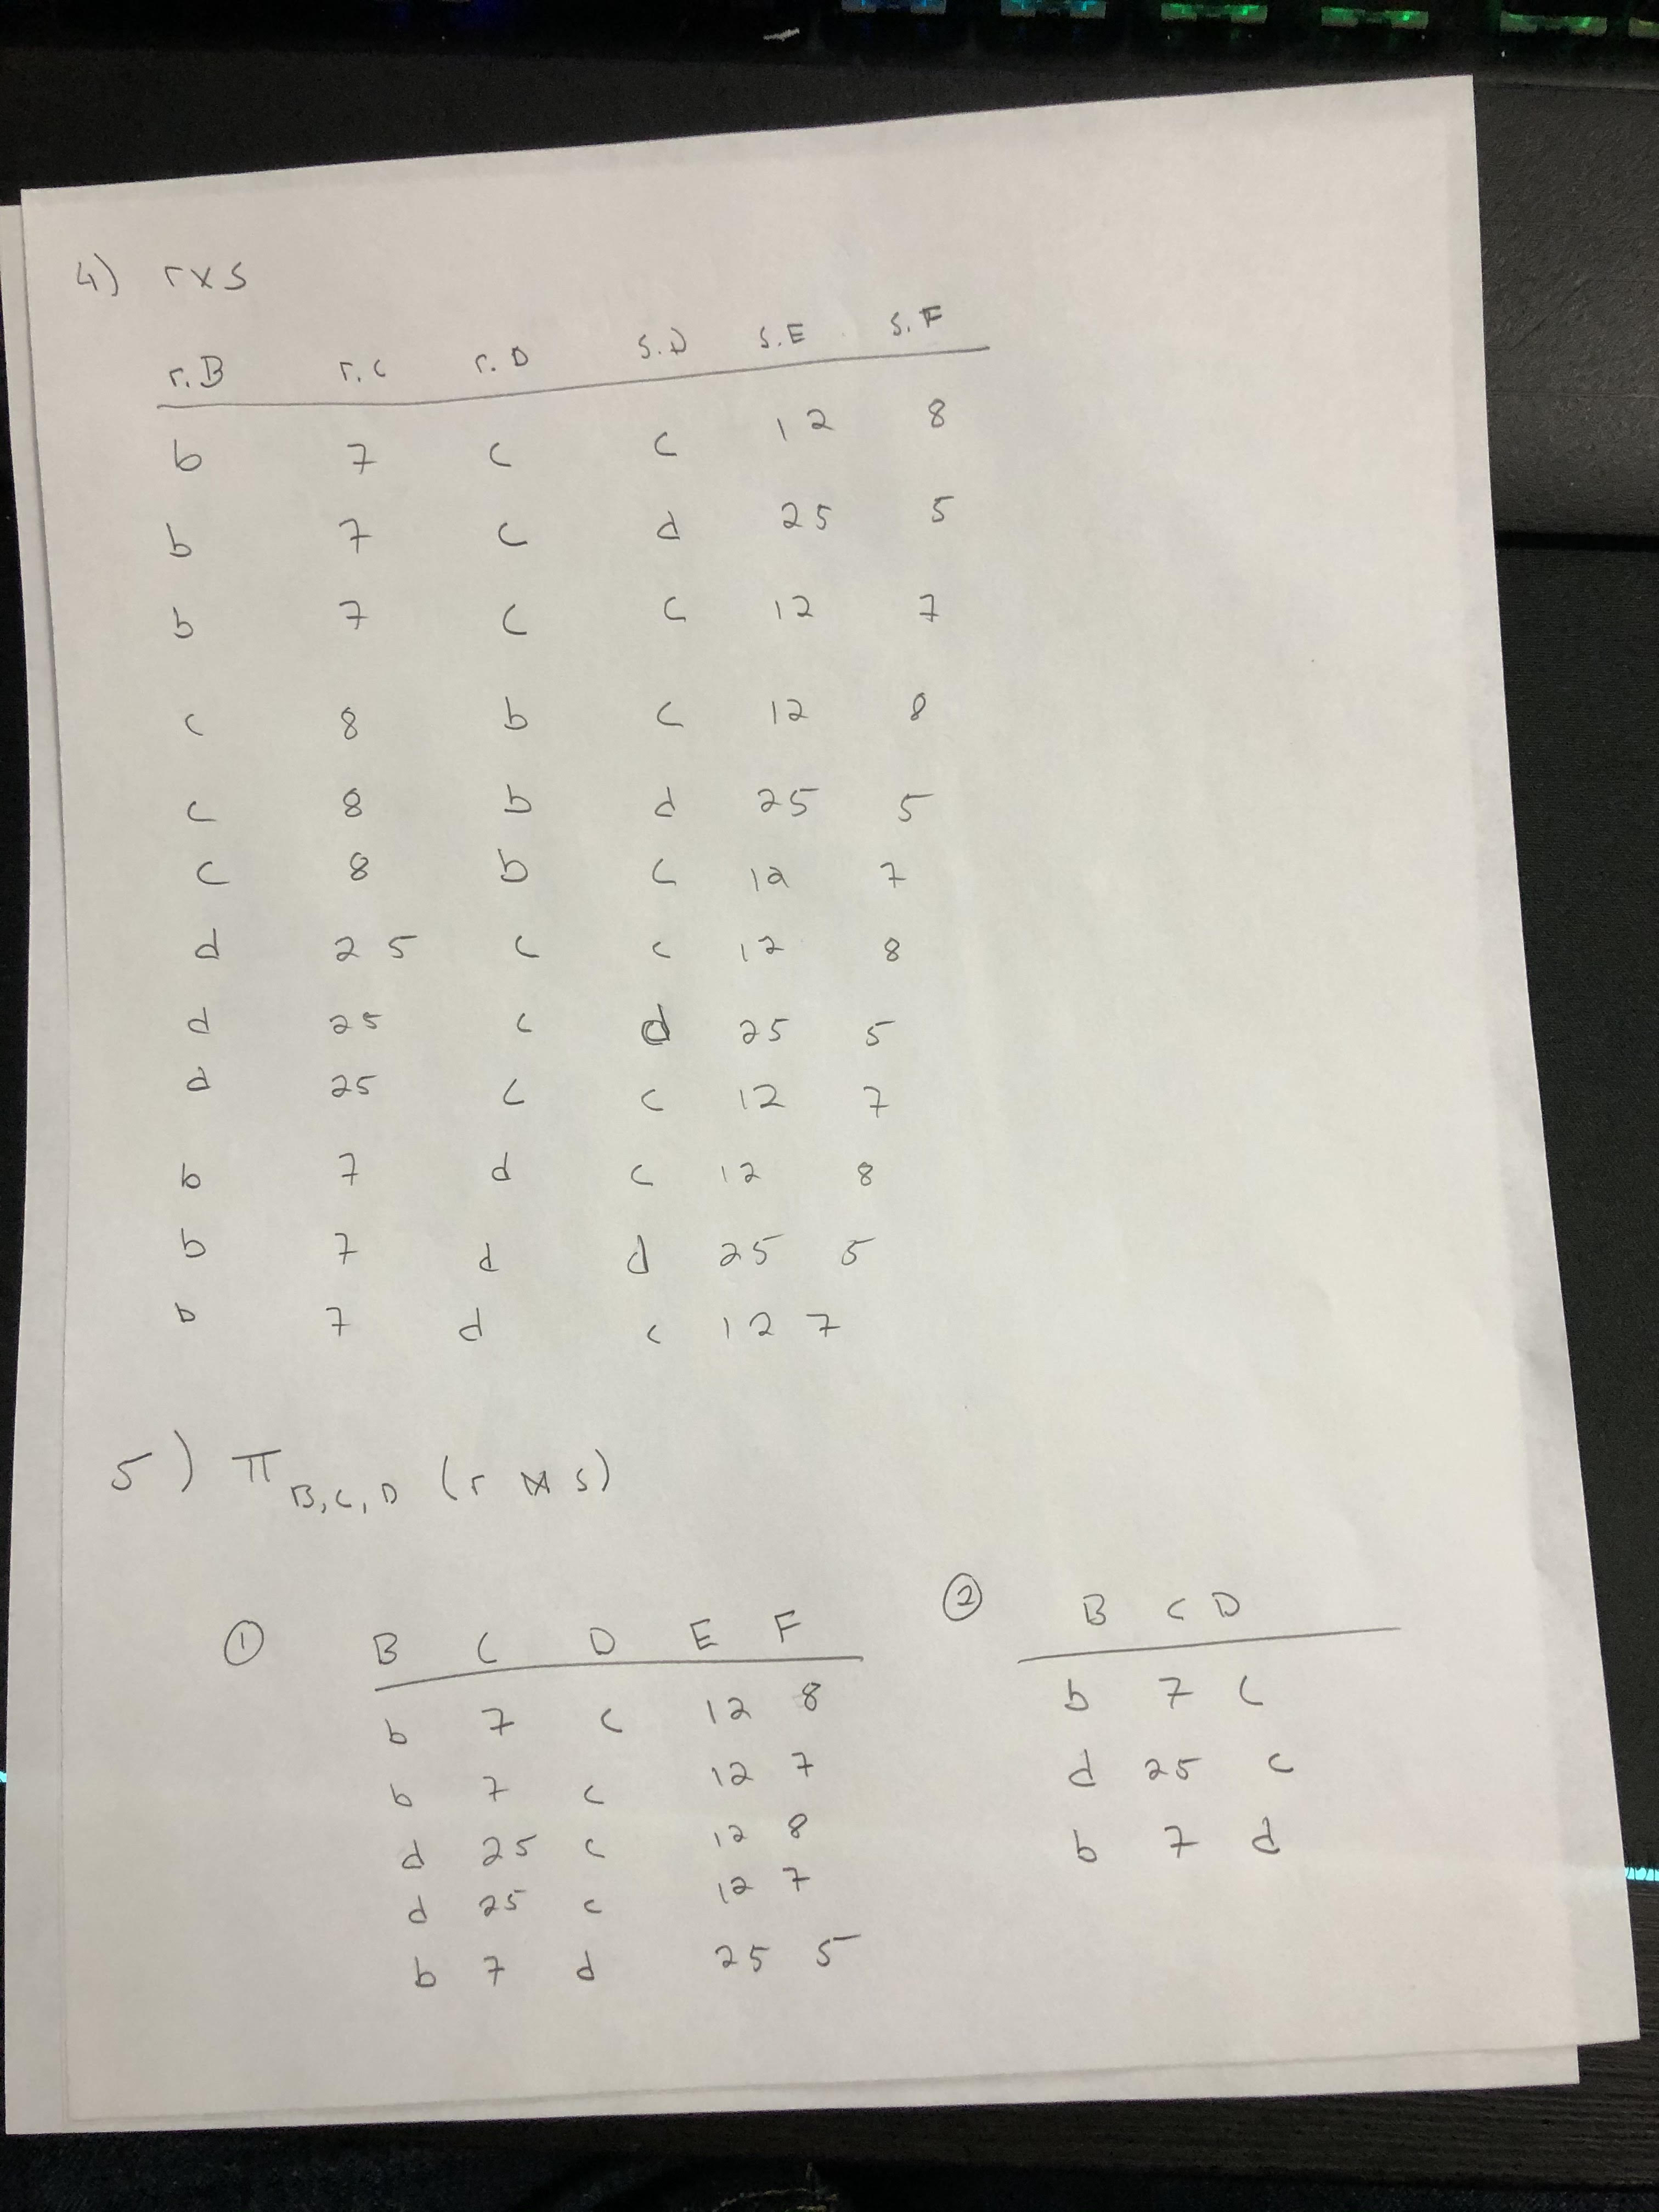 4) r×s
r.B r.C r.D s.D s.E s.F
b 7 c c 12 8
b 7 c d 25 5
b 7 c c 12 7
c 8 b c 12 8
c 8 b d 25 5
c 8 b c 12 7
d 25 c c 12 8
d 25 c d 25 5
d 25 c c 12 7
b 7 d c 12 8
b 7 d d 25 5
b 7 d c 12 7
5) π B,C,D (r ⋈ s)
①
B C D E F
b 7 c 12 8
b 7 c 12 7
d 25 c 12 8
d 25 c 12 7
b 7 d 25 5
②
B C D
b 7 c
d 25 c
b 7 d